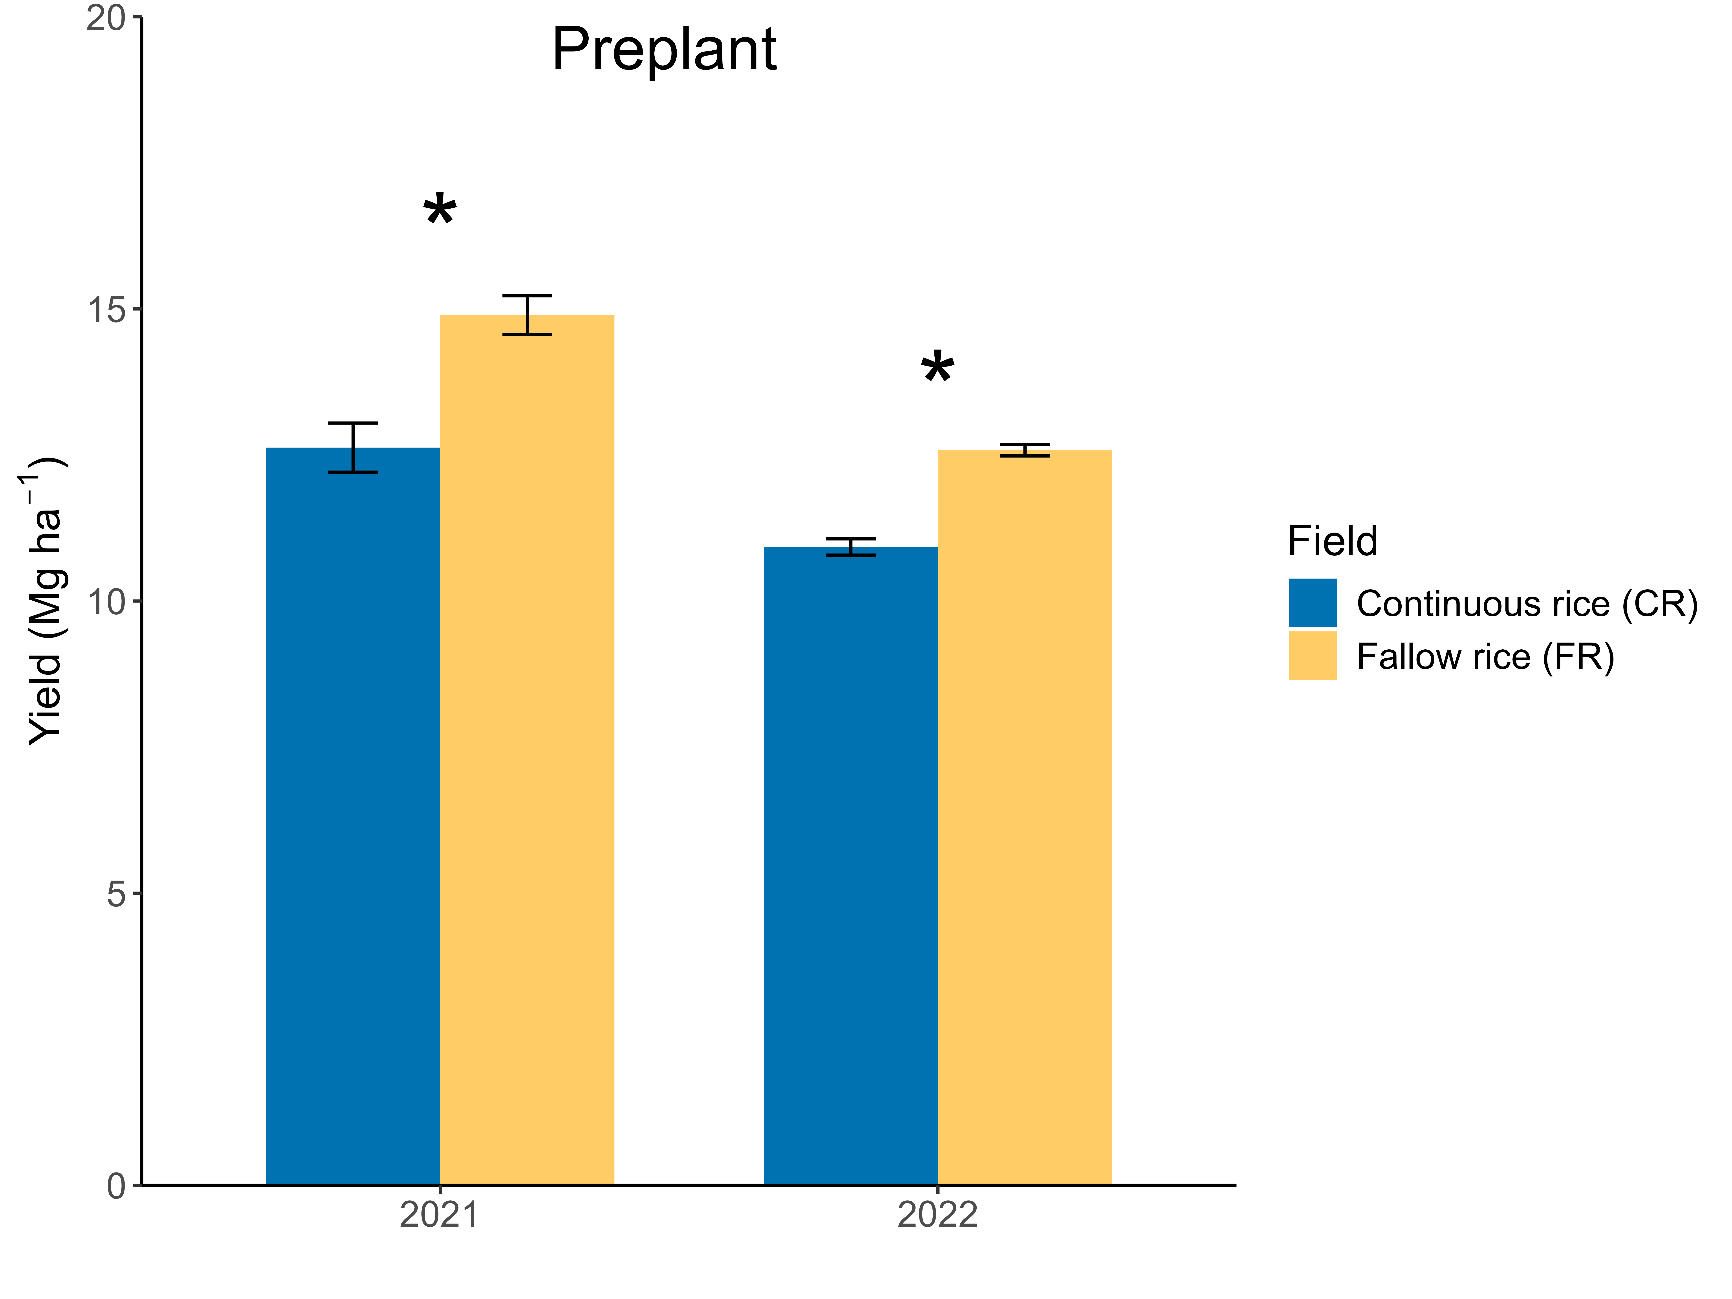 Preplant
20
15
10
5
0
Yield (Mg ha⁻¹)
*
*
2021
2022
Field
Continuous rice (CR)
Fallow rice (FR)